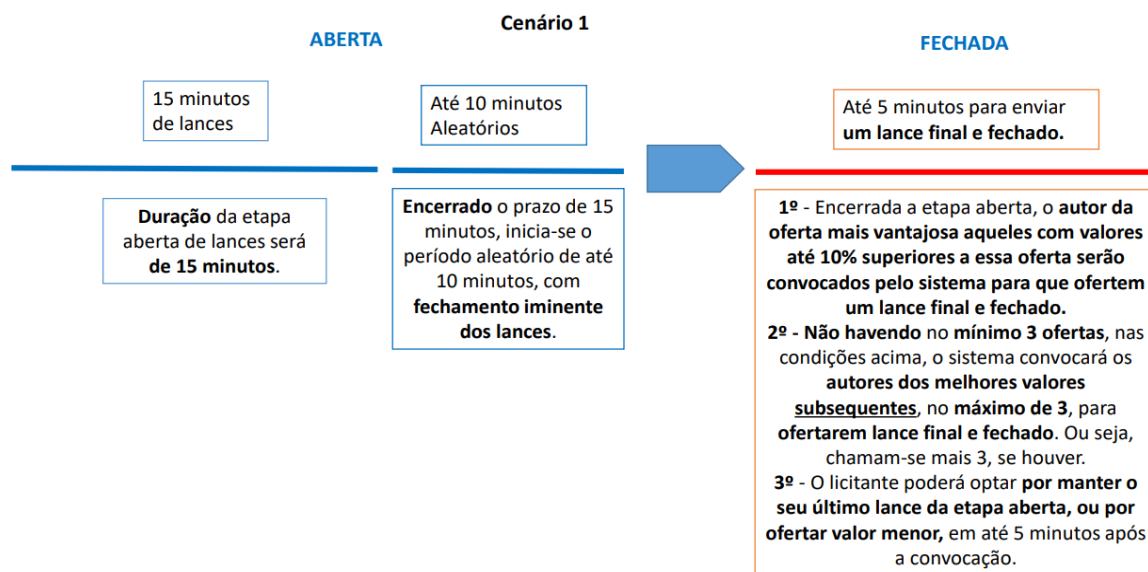 Cenário 1
ABERTA
FECHADA
15 minutos
de lances
Até 10 minutos
Aleatórios
Até 5 minutos para enviar
um lance final e fechado.
Duração da etapa
aberta de lances será
de 15 minutos.
Encerrado o prazo de 15
minutos, inicia-se o
período aleatório de até
10 minutos, com
fechamento iminente
dos lances.
1º - Encerrada a etapa aberta, o autor da
oferta mais vantajosa aqueles com valores
até 10% superiores a essa oferta serão
convocados pelo sistema para que ofertem
um lance final e fechado.
2º - Não havendo no mínimo 3 ofertas, nas
condições acima, o sistema convocará os
autores dos melhores valores
subsequentes, no máximo de 3, para
ofertarem lance final e fechado. Ou seja,
chamam-se mais 3, se houver.
3º - O licitante poderá optar por manter o
seu último lance da etapa aberta, ou por
ofertar valor menor, em até 5 minutos após
a convocação.